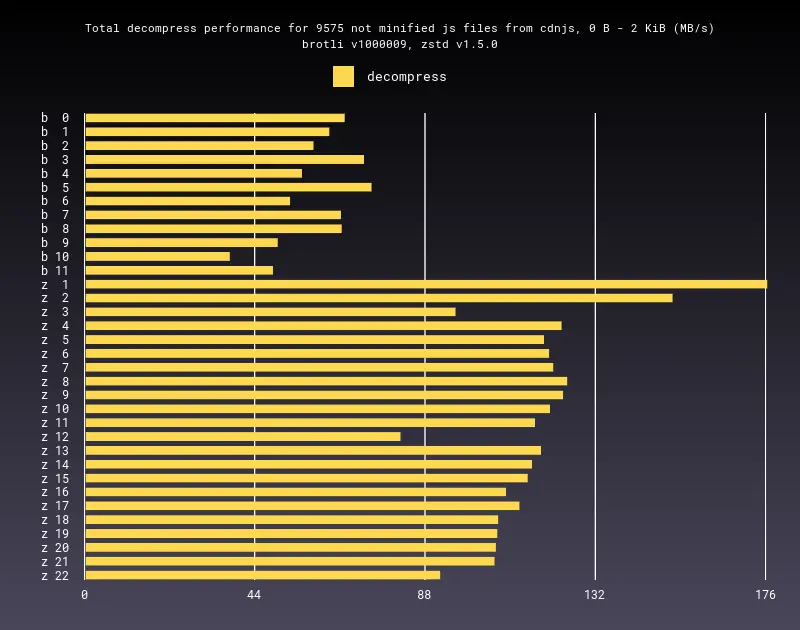 Total decompress performance for 9575 not minified js files from cdnjs, 0 B - 2 KiB (MB/s)
brotli v1000009, zstd v1.5.0
decompress
b 0
b 1
b 2
b 3
b 4
b 5
b 6
b 7
b 8
b 9
b 10
b 11
z 1
z 2
z 3
z 4
z 5
z 6
z 7
z 8
z 9
z 10
z 11
z 12
z 13
z 14
z 15
z 16
z 17
z 18
z 19
z 20
z 21
z 22
0 44 88 132 176